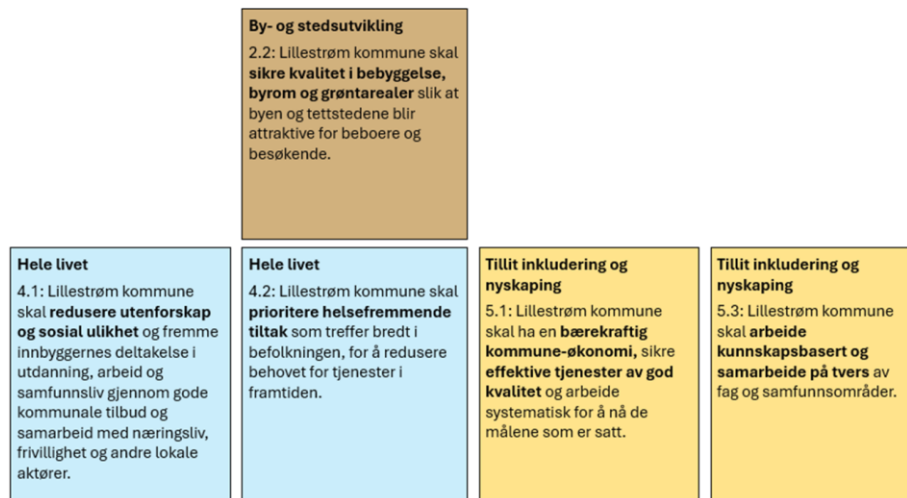 By- og stedsutvikling
2.2: Lillestrøm kommune skal
sikre kvalitet i bebyggelse,
byrom og grøntarealer slik at
byen og tettstedene blir
attraktive for beboere og
besøkende.
Hele livet
4.1: Lillestrøm kommune
skal redusere utenforskap
og sosial ulikhet og fremme
innbyggernes deltakelse i
utdanning, arbeid og
samfunnsliv gjennom gode
kommunale tilbud og
samarbeid med næringsliv,
frivillighet og andre lokale
aktører.
Hele livet
4.2: Lillestrøm kommune skal
prioritere helsefremmende
tiltak som treffer bredt i
befolkningen, for å redusere
behovet for tjenester i
framtiden.
Tillit inkludering og
nyskaping
5.1: Lillestrøm kommune
skal ha en bærekraftig
kommune-økonomi, sikre
effektive tjenester av god
kvalitet og arbeide
systematisk for å nå de
målene som er satt.
Tillit inkludering og
nyskaping
5.3: Lillestrøm kommune
skal arbeide
kunnskapsbasert og
samarbeide på tvers av
fag og samfunnsområder.